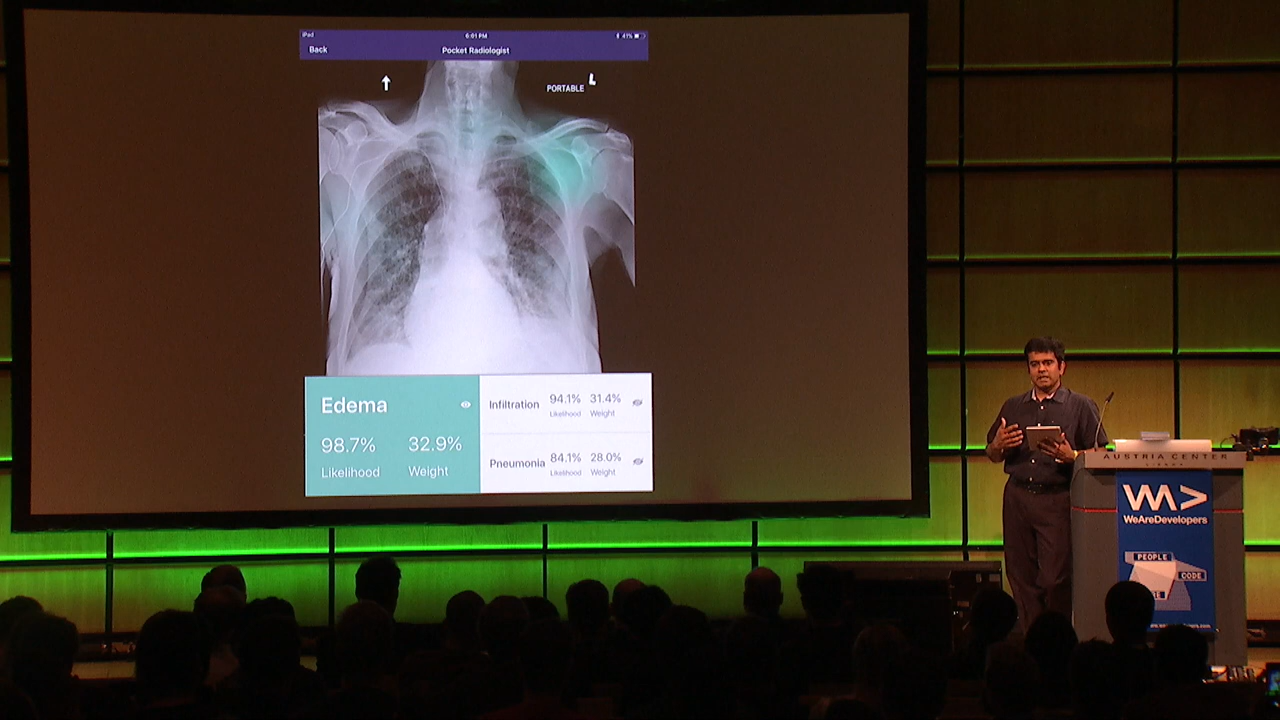 iPad 6:01 PM 41%
Back Pocket Radiologist
PORTABLE
L
Edema
98.7% 32.9%
Likelihood Weight
Infiltration 94.1% 31.4%
Likelihood Weight
Pneumonia 84.1% 28.0%
Likelihood Weight
AUSTRIA CENTER
VIENNA
WeAreDevelopers
PEOPLE
CODE